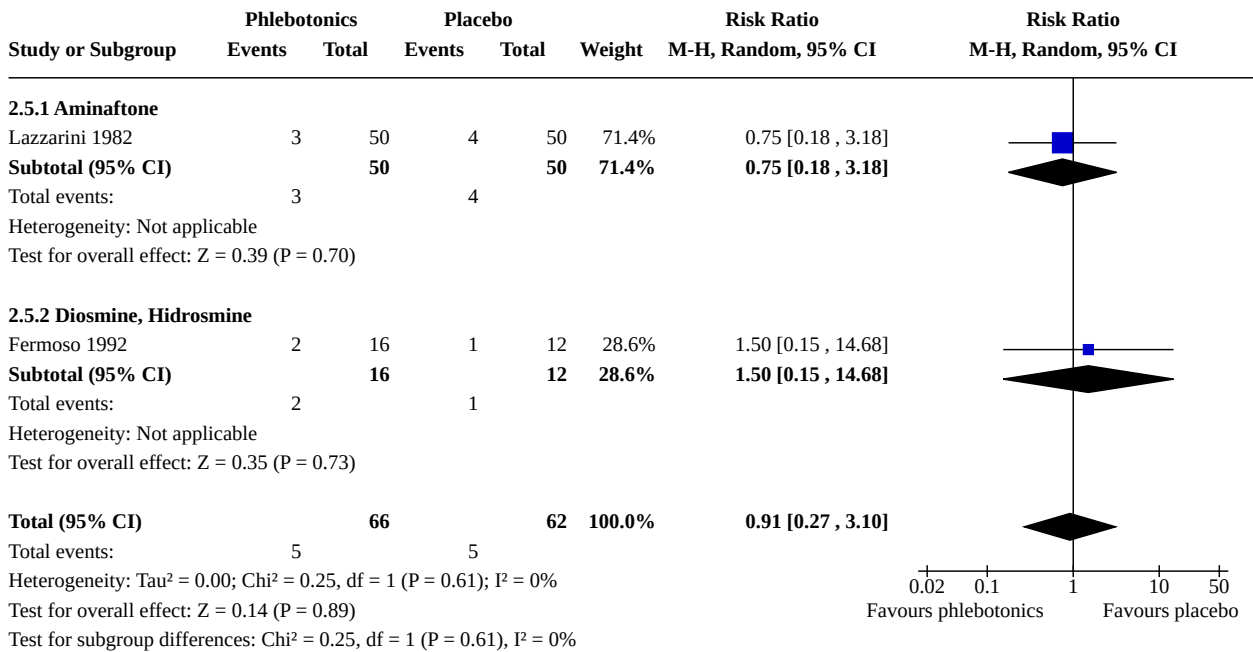 Phlebotonics Placebo Risk Ratio Risk Ratio
Study or Subgroup Events Total Events Total Weight M-H, Random, 95% CI M-H, Random, 95% CI
2.5.1 Aminaftone
Lazzarini 1982 3 50 4 50 71.4% 0.75 [0.18 , 3.18]
Subtotal (95% CI) 50 50 71.4% 0.75 [0.18 , 3.18]
Total events: 3 4
Heterogeneity: Not applicable
Test for overall effect: Z = 0.39 (P = 0.70)
2.5.2 Diosmine, Hidrosmine
Fermoso 1992 2 16 1 12 28.6% 1.50 [0.15 , 14.68]
Subtotal (95% CI) 16 12 28.6% 1.50 [0.15 , 14.68]
Total events: 2 1
Heterogeneity: Not applicable
Test for overall effect: Z = 0.35 (P = 0.73)
Total (95% CI) 66 62 100.0% 0.91 [0.27 , 3.10]
Total events: 5 5
Heterogeneity: Tau² = 0.00; Chi² = 0.25, df = 1 (P = 0.61); I² = 0%
0.02 0.1 1 10 50
Test for overall effect: Z = 0.14 (P = 0.89)
Favours phlebotonics Favours placebo
Test for subgroup differences: Chi² = 0.25, df = 1 (P = 0.61), I² = 0%